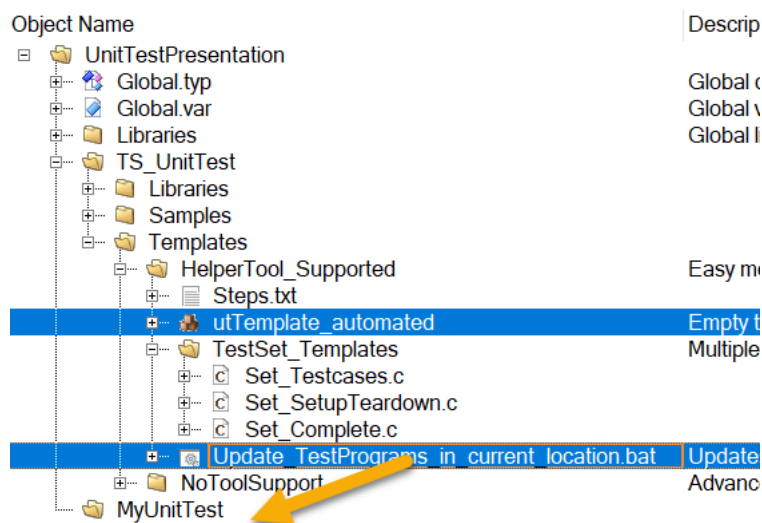 Object Name Descrip
UnitTestPresentation
Global.typ Global
Global.var Global
Libraries Global
TS_UnitTest
Libraries
Samples
Templates
HelperTool_Supported Easy
Steps.txt
utTemplate_automated Empty t
TestSet_Templates Multiple
Set_Testcases.c
Set_SetupTeardown.c
Set_Complete.c
Update_TestPrograms_in_current_location.bat Update
NoToolSupport Advanc
MyUnitTest